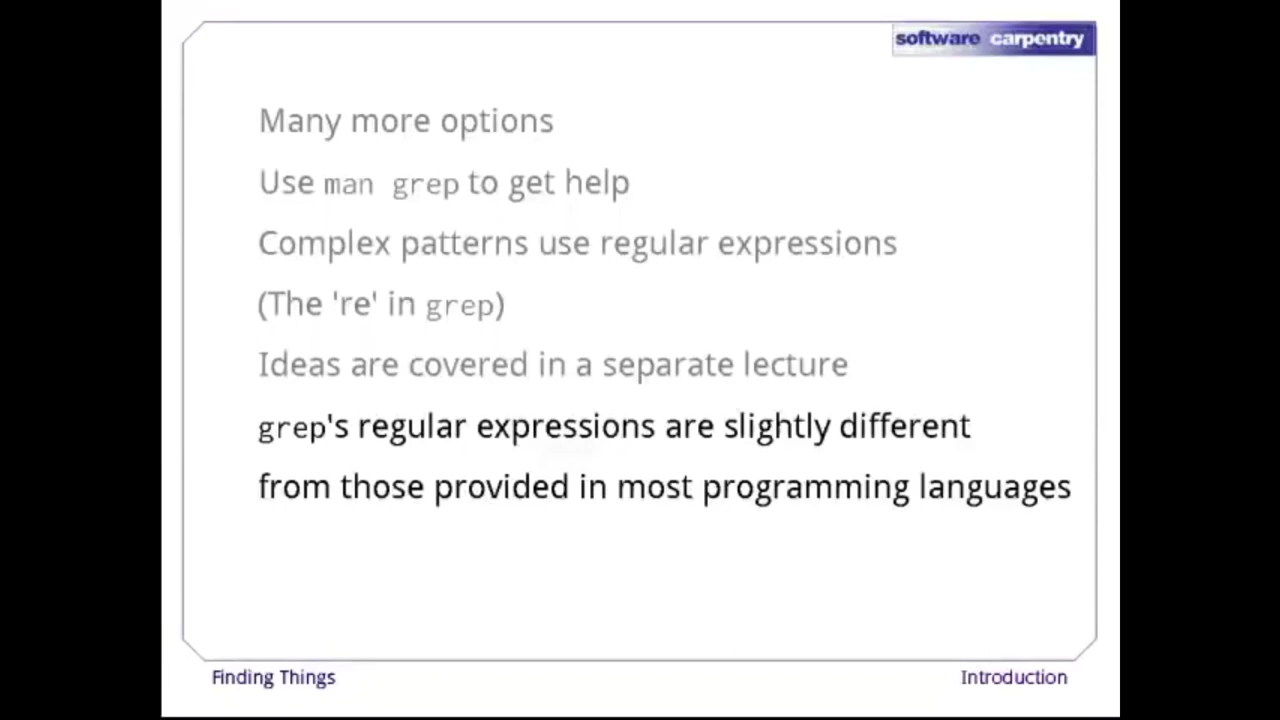 software carpentry
Many more options
Use man grep to get help
Complex patterns use regular expressions
(The 're' in grep)
Ideas are covered in a separate lecture
grep's regular expressions are slightly different
from those provided in most programming languages
Finding Things
Introduction